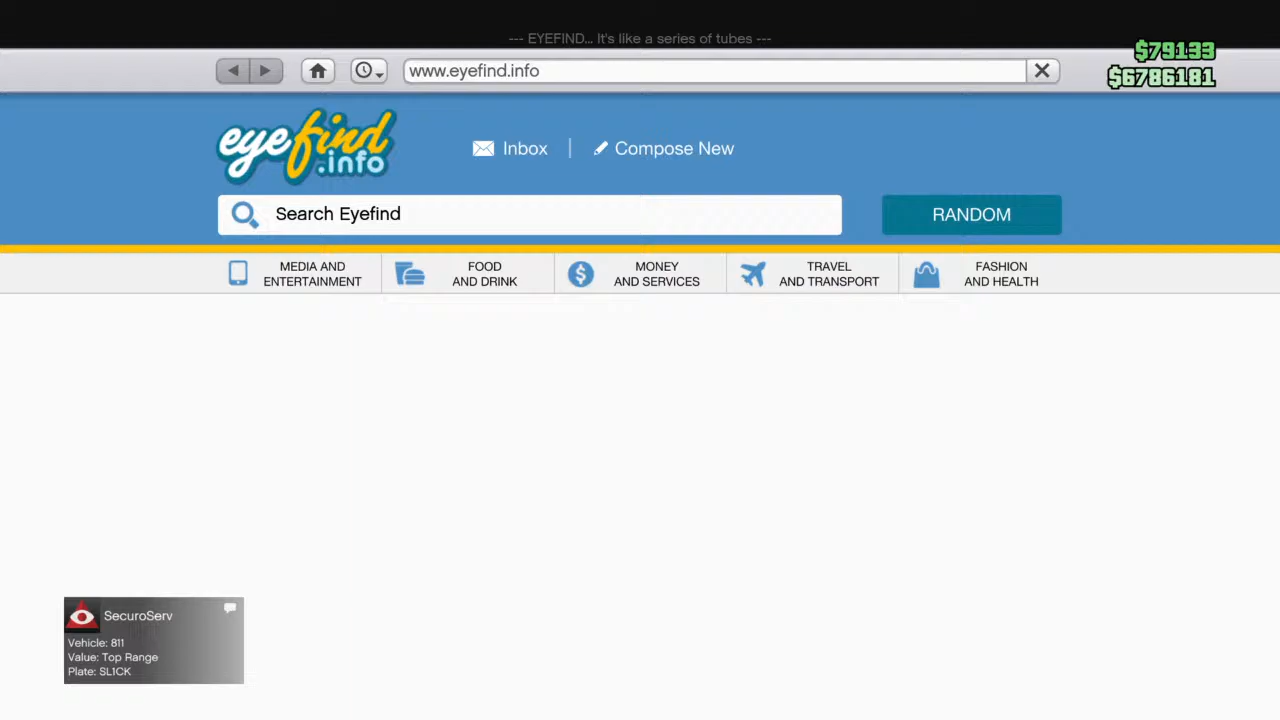 --- EYEFIND... It's like a series of tubes ---
$79133
www.eyefind.info
$6786181
eyefind
.info
Inbox
Compose New
Search Eyefind
RANDOM
MEDIA AND
ENTERTAINMENT
FOOD
AND DRINK
MONEY
AND SERVICES
TRAVEL
AND TRANSPORT
FASHION
AND HEALTH
SecuroServ
Vehicle: 811
Value: Top Range
Plate: SL1CK